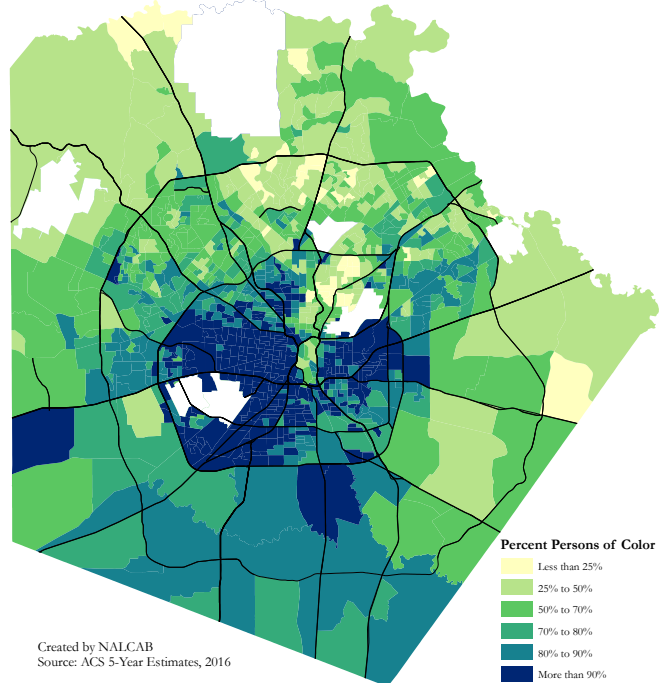 Percent Persons of Color
Less than 25%
25% to 50%
50% to 70%
70% to 80%
80% to 90%
More than 90%
Created by NALCAB
Source: ACS 5-Year Estimates, 2016